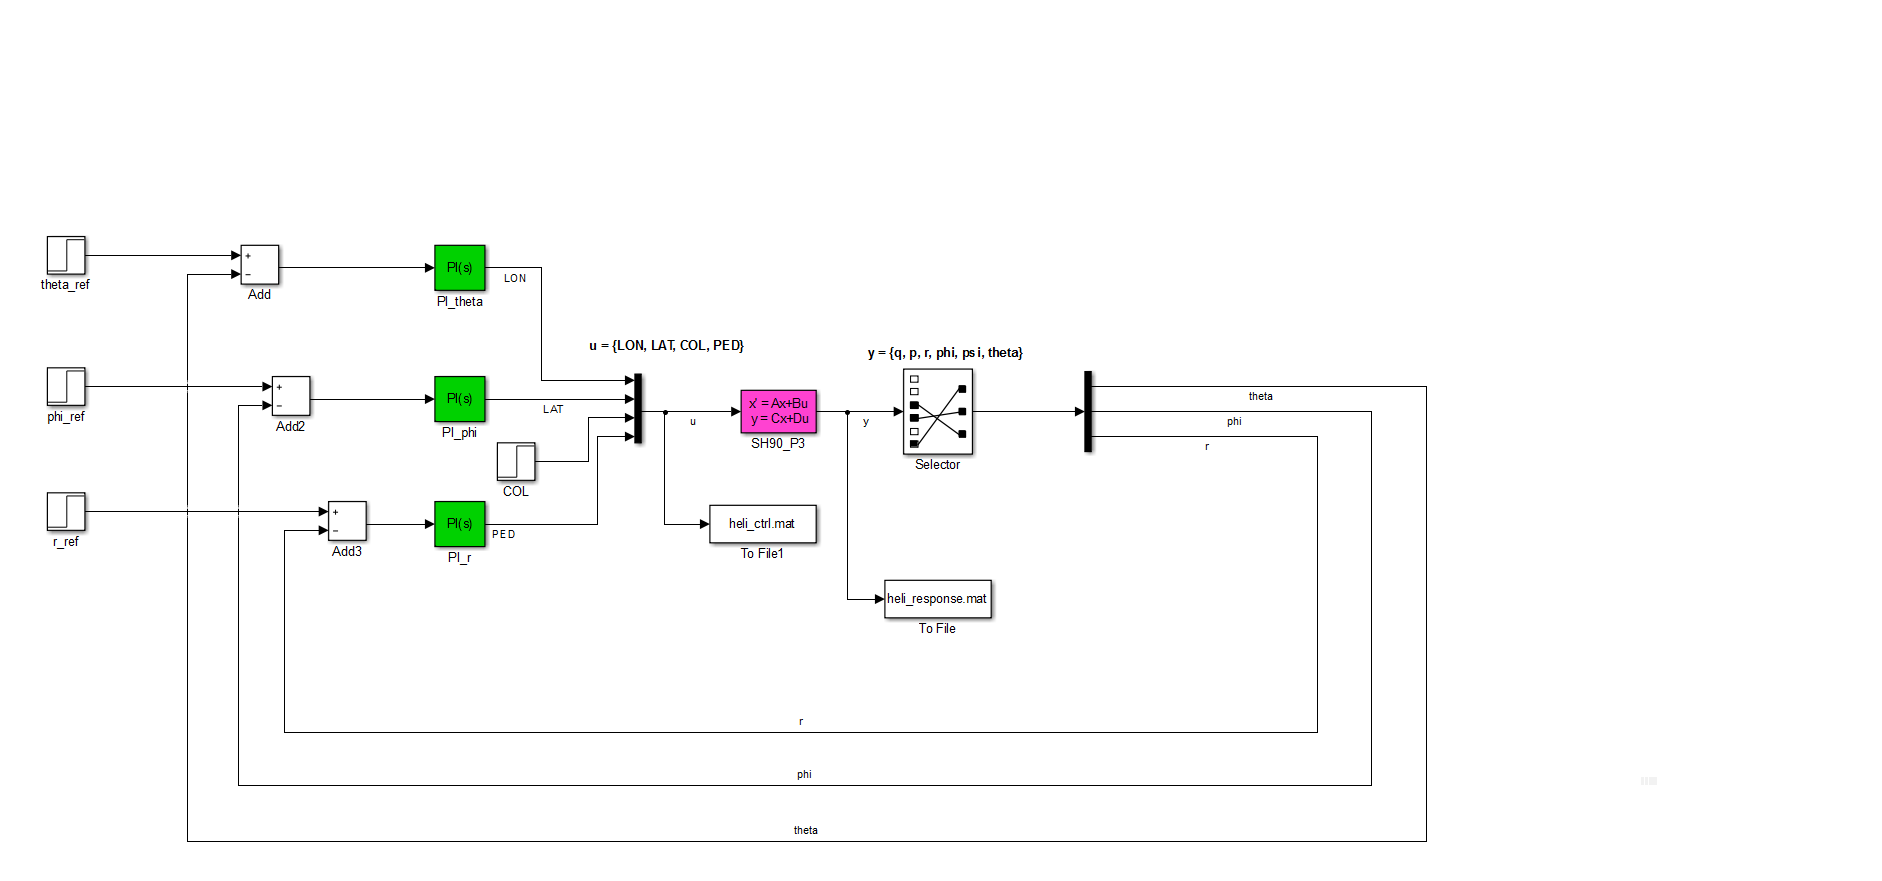 theta_ref
+
−
Add
PI(s)
PI_theta
LON
phi_ref
+
−
Add2
PI(s)
PI_phi
LAT
COL
r_ref
+
−
Add3
PI(s)
PI_r
PED
u = {LON, LAT, COL, PED}
u
x' = Ax+Bu
y = Cx+Du
SH90_P3
y
y = {q, p, r, phi, psi, theta}
Selector
heli_ctrl.mat
To File1
heli_response.mat
To File
theta
phi
r
r
phi
theta